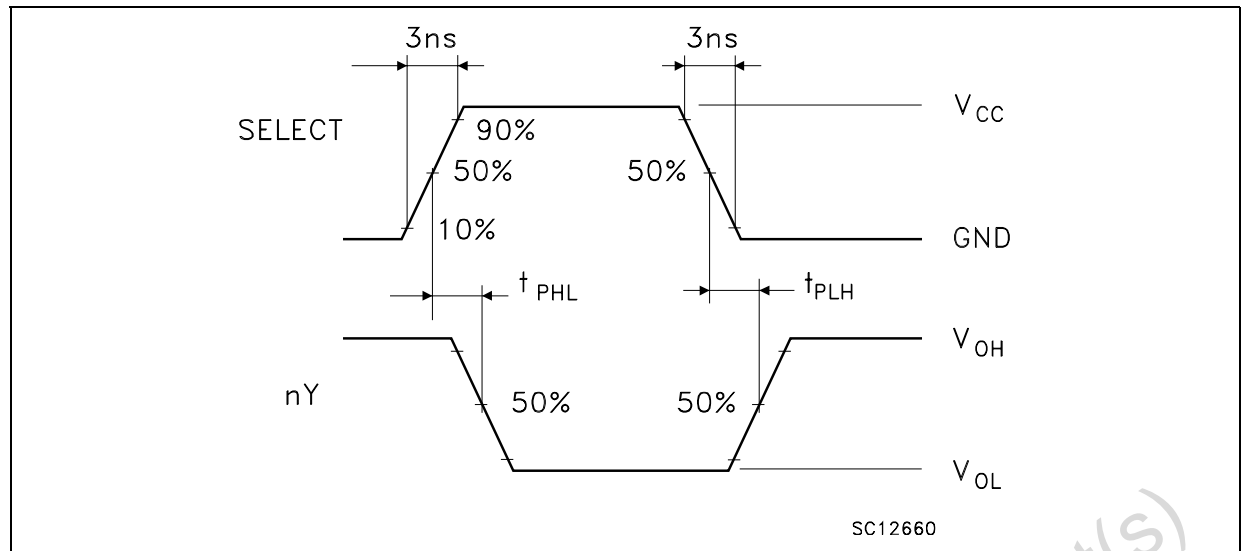 3ns 3ns
SELECT
90%
50%
10%
50%
V CC
GND
t PHL
t PLH
nY
50%
50%
V OH
V OL
SC12660
t(s)